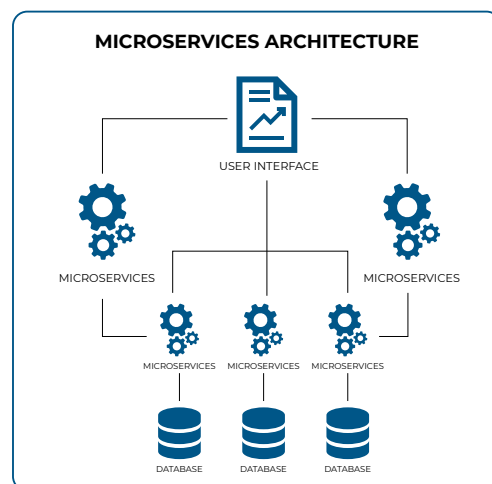 MICROSERVICES ARCHITECTURE
USER INTERFACE
MICROSERVICES
MICROSERVICES
MICROSERVICES
MICROSERVICES
MICROSERVICES
DATABASE
DATABASE
DATABASE